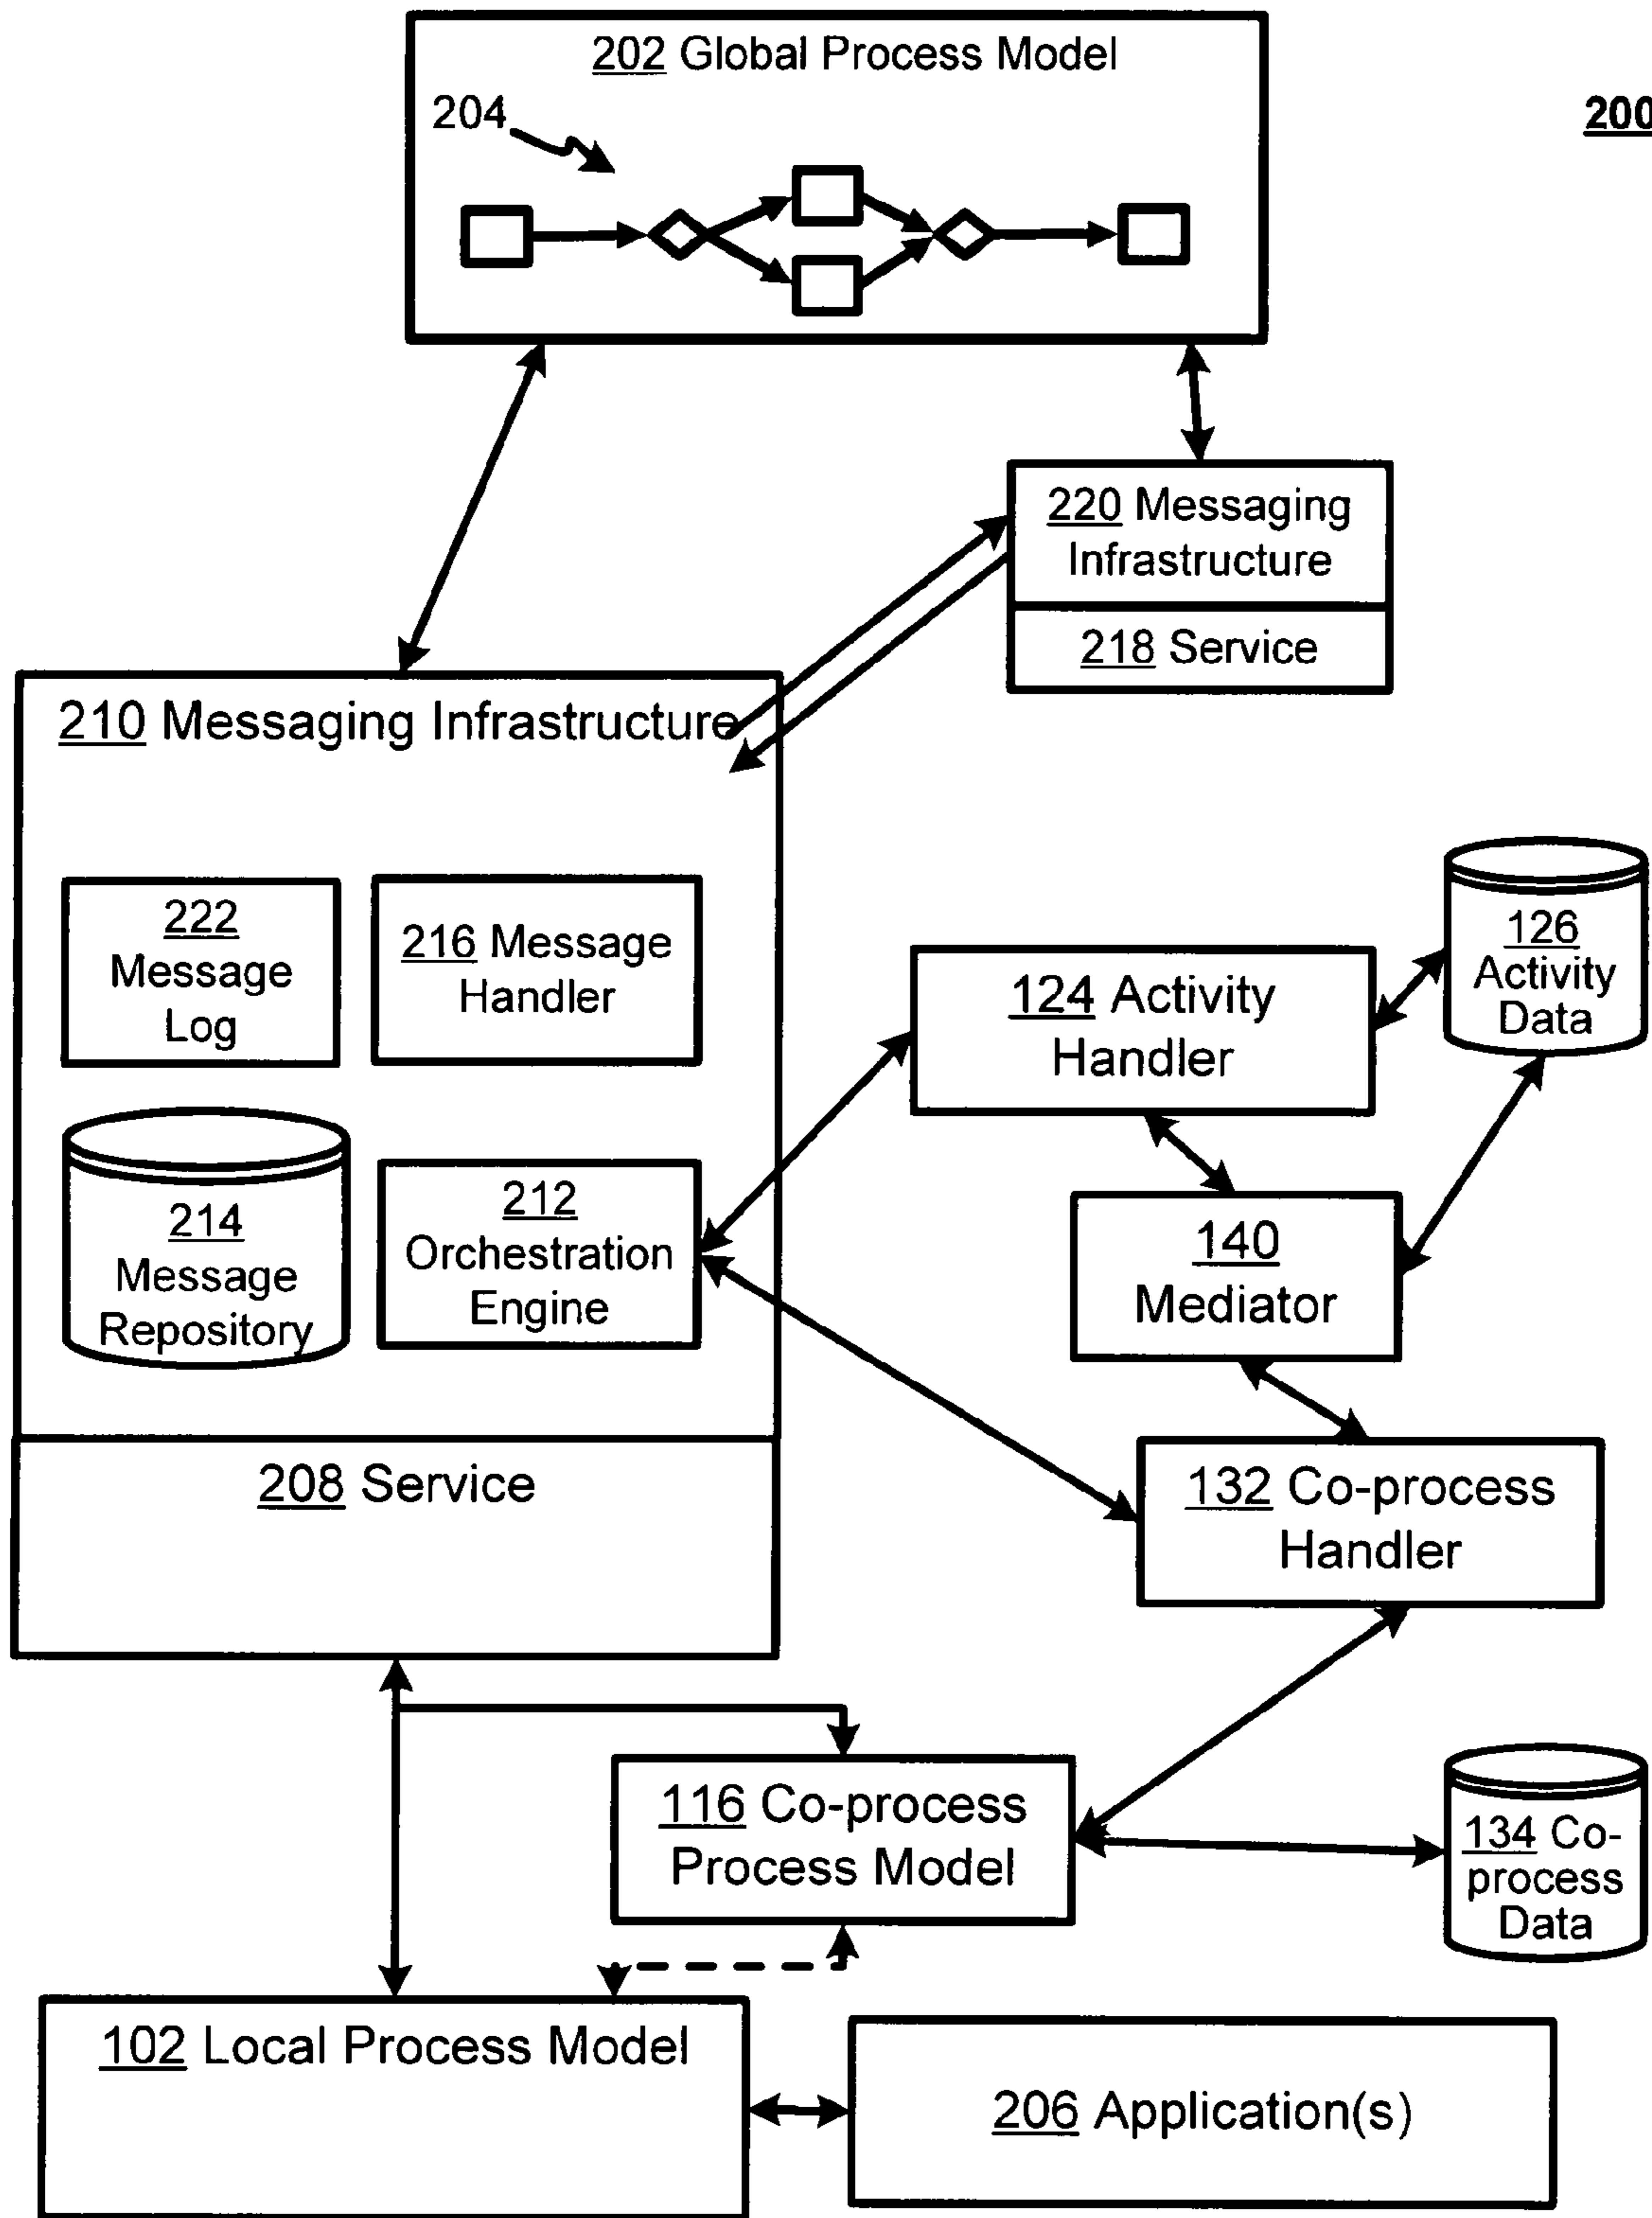 202 Global Process Model
204
200
220 Messaging
Infrastructure
218 Service
210 Messaging Infrastructure
222
Message
Log
216 Message
Handler
126
Activity
Data
124 Activity
Handler
214
Message
Repository
212
Orchestration
Engine
140
Mediator
208 Service
132 Co-process
Handler
116 Co-process
Process Model
134 Co-
process
Data
102 Local Process Model
206 Application(s)